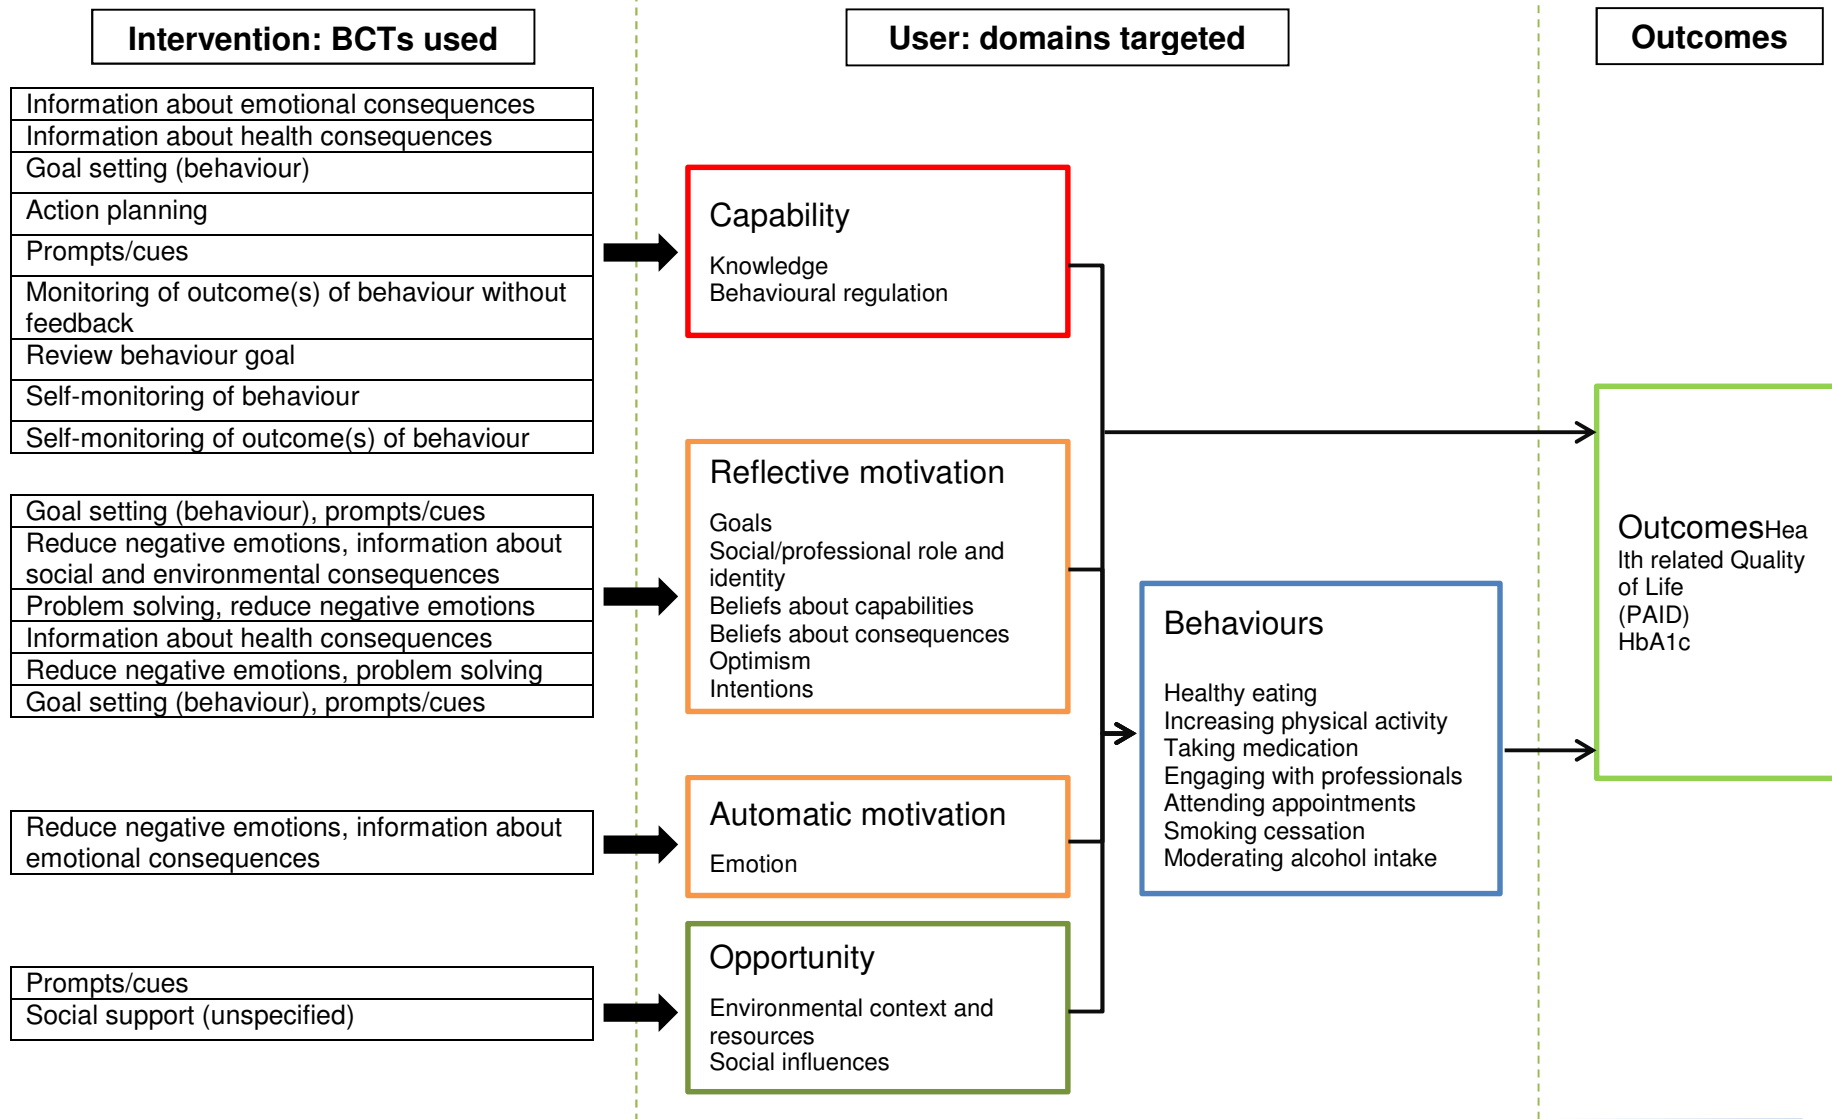 Intervention: BCTs used
User: domains targeted
Outcomes
Information about emotional consequences
Information about health consequences
Goal setting (behaviour)
Action planning
Prompts/cues
Monitoring of outcome(s) of behaviour without
feedback
Review behaviour goal
Self-monitoring of behaviour
Self-monitoring of outcome(s) of behaviour
Goal setting (behaviour), prompts/cues
Reduce negative emotions, information about
social and environmental consequences
Problem solving, reduce negative emotions
Information about health consequences
Reduce negative emotions, problem solving
Goal setting (behaviour), prompts/cues
Reduce negative emotions, information about
emotional consequences
Prompts/cues
Social support (unspecified)
Capability
Knowledge
Behavioural regulation
Reflective motivation
Goals
Social/professional role and
identity
Beliefs about capabilities
Beliefs about consequences
Optimism
Intentions
Automatic motivation
Emotion
Opportunity
Environmental context and
resources
Social influences
Behaviours
Healthy eating
Increasing physical activity
Taking medication
Engaging with professionals
Attending appointments
Smoking cessation
Moderating alcohol intake
OutcomesHea
lth related Quality
of Life
(PAID)
HbA1c